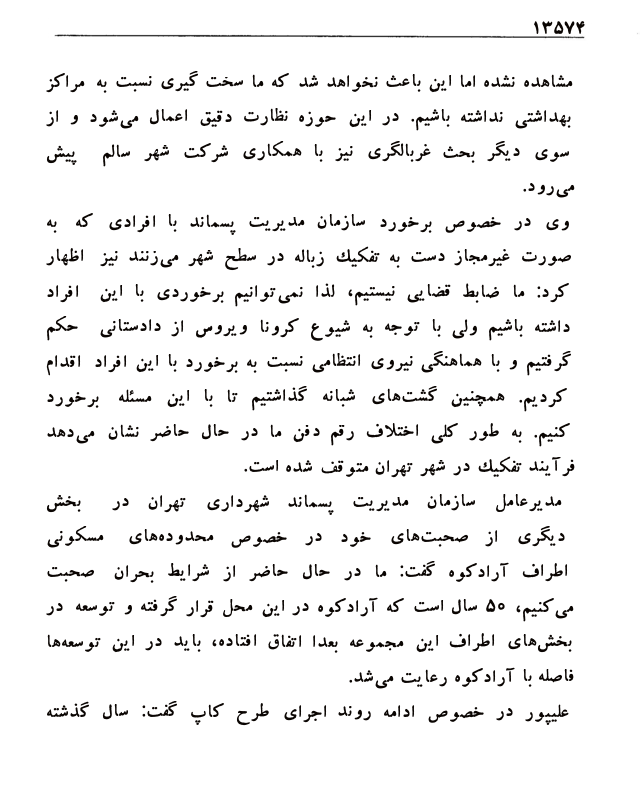 ۱۳۵۷۴
مشاهده نشده اما این باعث نخواهد شد که ما سخت گیری نسبت به مراکز
بهداشتی نداشته باشیم. در این حوزه نظارت دقیق اعمال می‌شود و از
سوی دیگر بحث غربالگری نیز با همکاری شرکت شهر سالم پیش
می‌رود.
وی در خصوص برخورد سازمان مدیریت پسماند با افرادی که به
صورت غیرمجاز دست به تفکیك زباله در سطح شهر می‌زنند نیز اظهار
کرد: ما ضابط قضایی نیستیم، لذا نمی‌توانیم برخوردی با این افراد
داشته باشیم ولی با توجه به شیوع کرونا ویروس از دادستانی حکم
گرفتیم و با هماهنگی نیروی انتظامی نسبت به برخورد با این افراد اقدام
کردیم. همچنین گشت‌های شبانه گذاشتیم تا با این مسئله برخورد
کنیم. به طور کلی اختلاف رقم دفن ما در حال حاضر نشان می‌دهد
فرآیند تفکیك در شهر تهران متوقف شده است.
مدیرعامل سازمان مدیریت پسماند شهرداری تهران در بخش
دیگری از صحبت‌های خود در خصوص محدوده‌های مسکونی
اطراف آرادکوه گفت: ما در حال حاضر از شرایط بحران صحبت
می‌کنیم، ۵۰ سال است که آرادکوه در این محل قرار گرفته و توسعه در
بخش‌های اطراف این مجموعه بعدا اتفاق افتاده، باید در این توسعه‌ها
فاصله با آرادکوه رعایت می‌شد.
علیپور در خصوص ادامه روند اجرای طرح کاپ گفت: سال گذشته